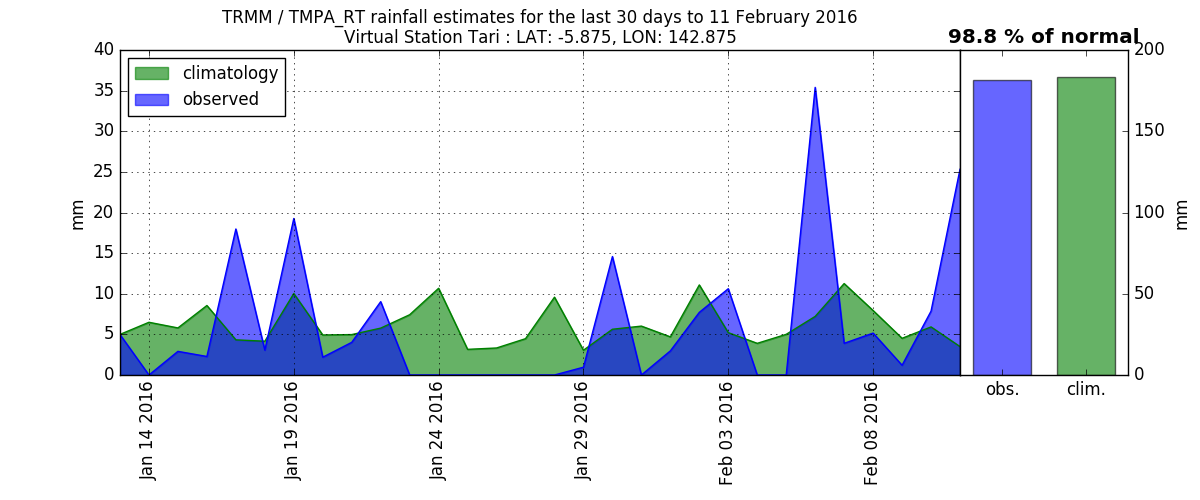 TRMM / TMPA_RT rainfall estimates for the last 30 days to 11 February 2016
Virtual Station Tari : LAT: -5.875, LON: 142.875
98.8 % of normal
climatology
observed
40
35
30
25
20
15
10
5
0
mm
200
150
100
50
0
mm
Jan 14 2016
Jan 19 2016
Jan 24 2016
Jan 29 2016
Feb 03 2016
Feb 08 2016
obs.
clim.